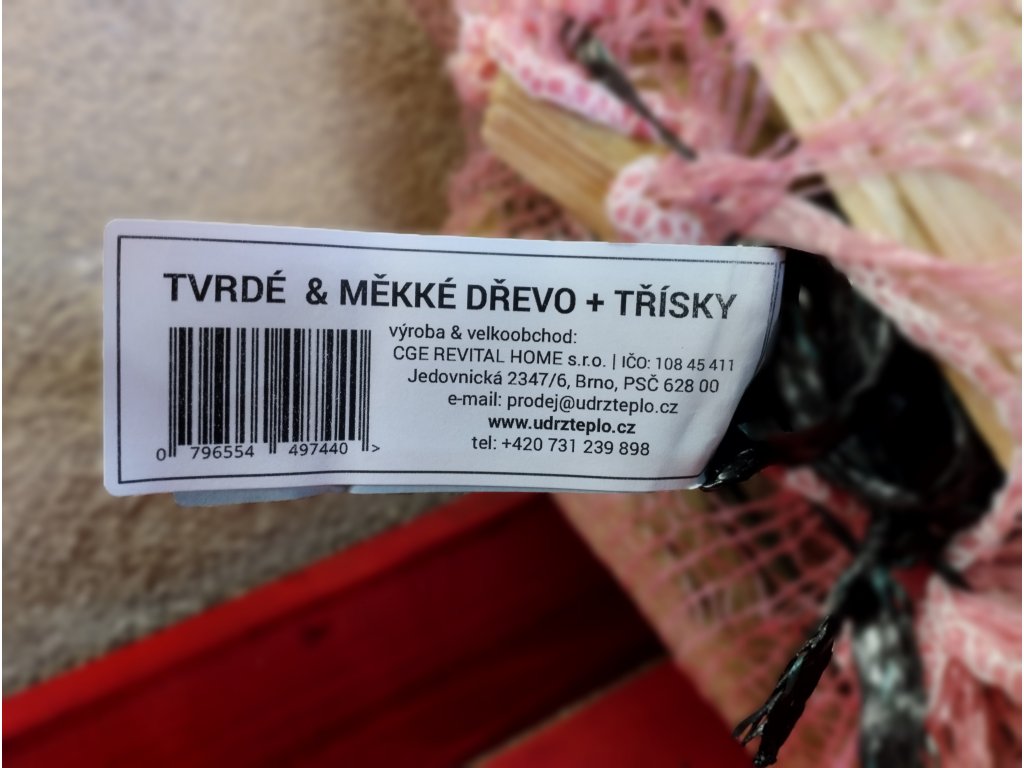 TVRDÉ & MĚKKÉ DŘEVO + TŘÍSKY
výroba & velkoobchod:
CGE REVITAL HOME s.r.o. | IČO: 108 45 411
Jedovnická 2347/6, Brno, PSČ 628 00
e-mail: prodej@udrzteplo.cz
www.udrzteplo.cz
tel: +420 731 239 898
0 796554 497440 >